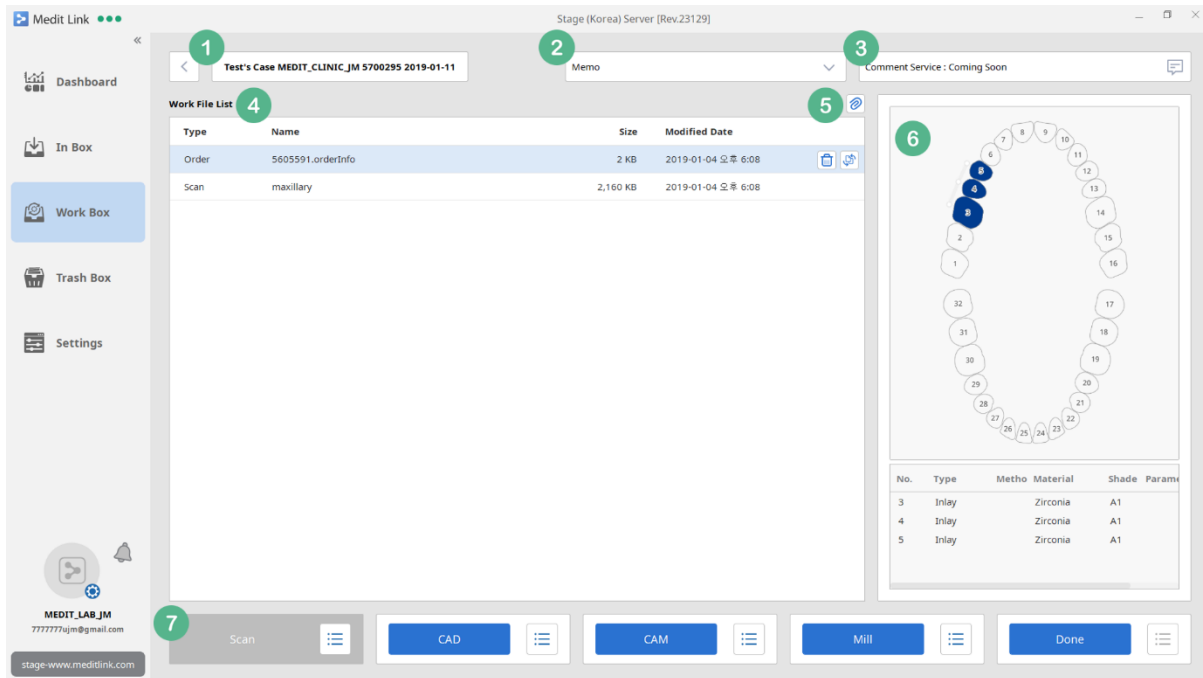 Medit Link
Stage (Korea) Server [Rev.23129]
«
Dashboard
In Box
Work Box
Trash Box
Settings
MEDIT_LAB_JM
7777777ujm@gmail.com
stage-www.meditlink.com
1
Test's Case MEDIT_CLINIC_JM 5700295 2019-01-11
2
Memo
3
Comment Service : Coming Soon
Work File List
4
5
Type Name Size Modified Date
Order 5605591.orderInfo 2 KB 2019-01-04 오후 6:08
Scan maxillary 2,160 KB 2019-01-04 오후 6:08
6
8 9
7 10
6 11
5 12
4 13
3 14
2 15
1 16
32 17
31 18
30 19
29 20
28 21
27 22
26 25 24 23
No. Type Metho Material Shade Parame
3 Inlay Zirconia A1
4 Inlay Zirconia A1
5 Inlay Zirconia A1
7
Scan
CAD
CAM
Mill
Done